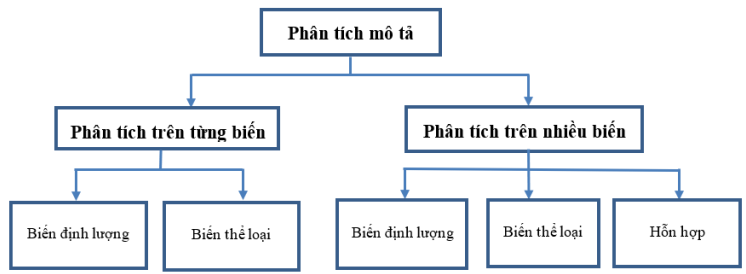 Phân tích mô tả
Phân tích trên từng biến
Phân tích trên nhiều biến
Biến định lượng
Biến thể loại
Biến định lượng
Biến thể loại
Hỗn hợp